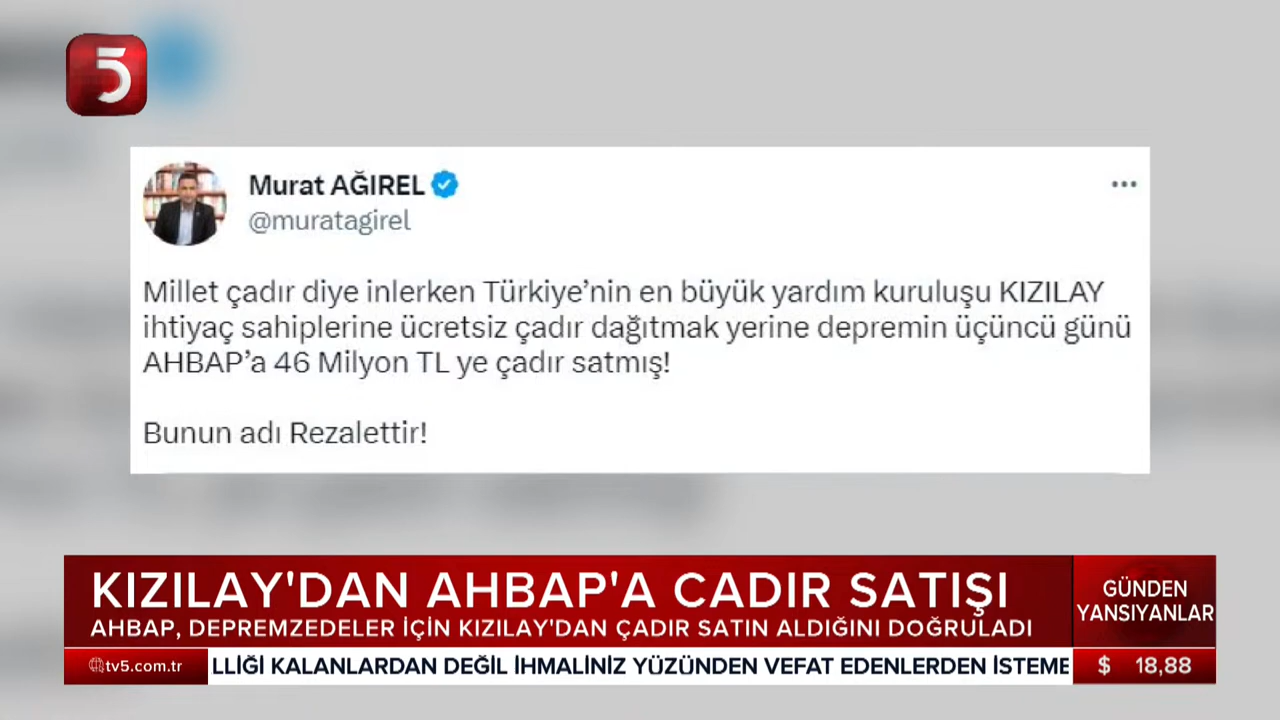 5
Murat AĞIREL
@muratagirel
Millet çadır diye inlerken Türkiye'nin en büyük yardım kuruluşu KIZILAY
ihtiyaç sahiplerine ücretsiz çadır dağıtmak yerine depremin üçüncü günü
AHBAP'a 46 Milyon TL ye çadır satmış!
Bunun adı Rezalettir!
KIZILAY'DAN AHBAP'A CADIR SATIŞI
AHBAP, DEPREMZEDELER İÇİN KIZILAY'DAN ÇADIR SATIN ALDIĞINI DOĞRULADI
GÜNDEN
YANSIYANLAR
tv5.com.tr
LLİĞİ KALANLARDAN DEĞİL İHMALİNİZ YÜZÜNDEN VEFAT EDENLERDEN İSTEME
$ 18,88